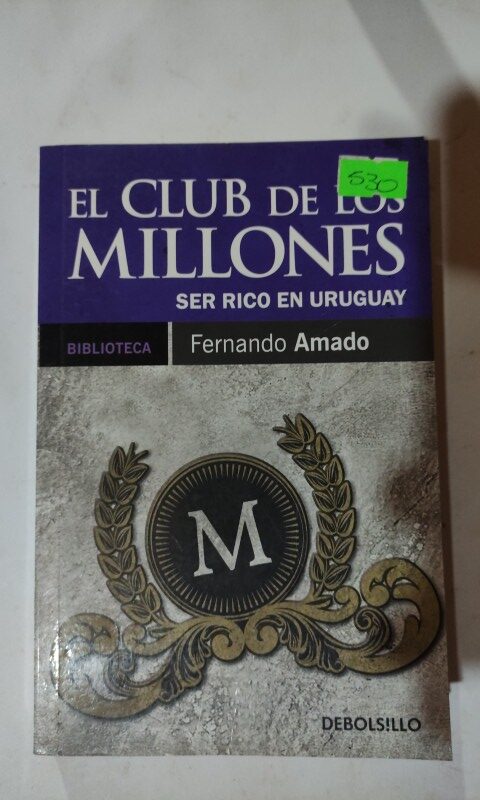 530
EL CLUB DE LOS
MILLONES
SER RICO EN URUGUAY
BIBLIOTECA
Fernando Amado
M
DEBOLS!LLO